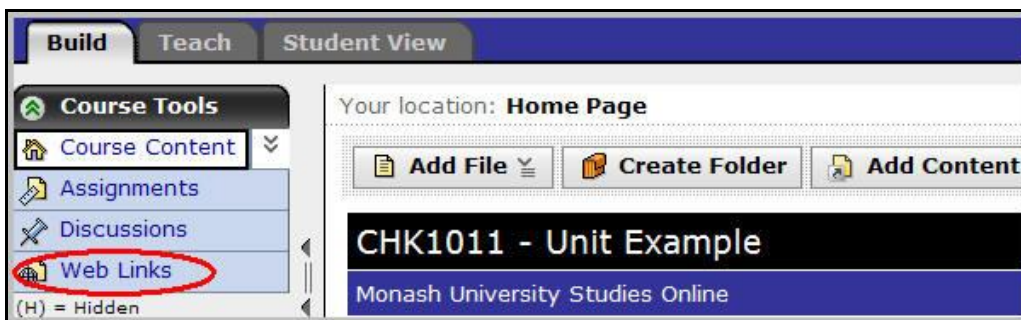 Build Teach Student View
Course Tools
Course Content
Assignments
Discussions
Web Links
(H) = Hidden
Your location: Home Page
Add File Create Folder Add Content
CHK1011 - Unit Example
Monash University Studies Online